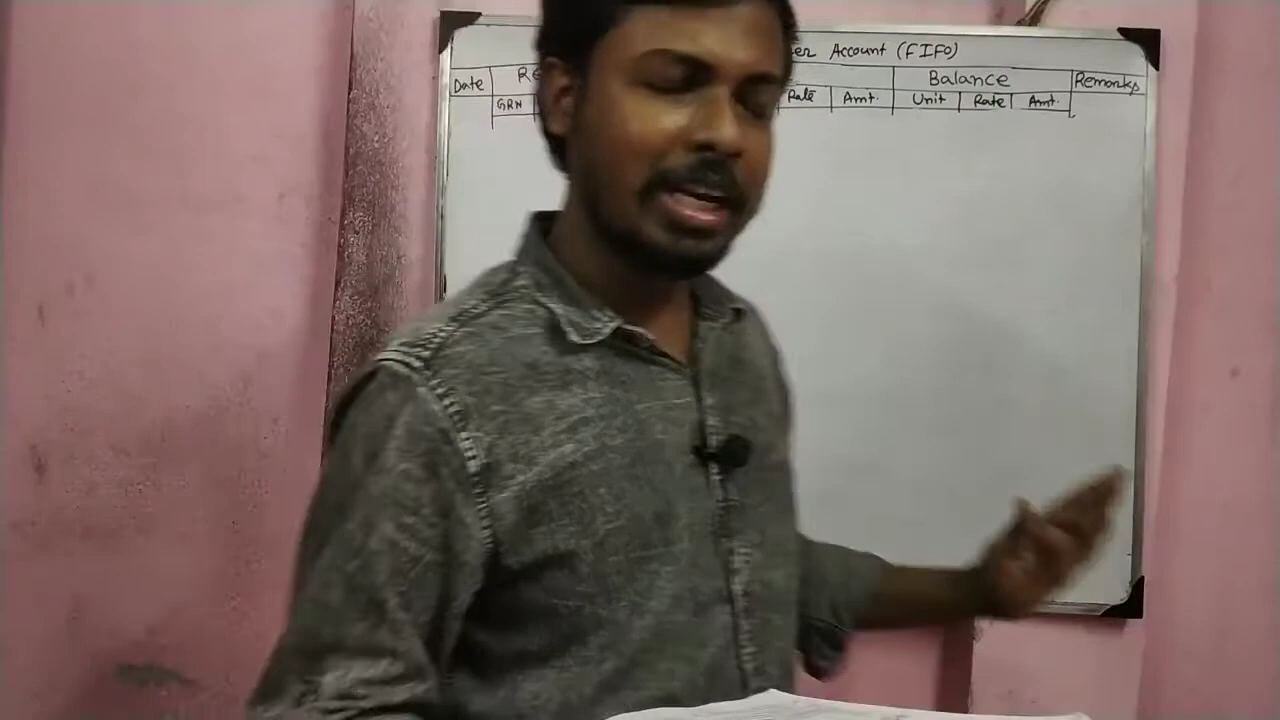 Account (FIFO)
Date Balance Remarks
GRN Rate Amt. Unit Rate Amt.